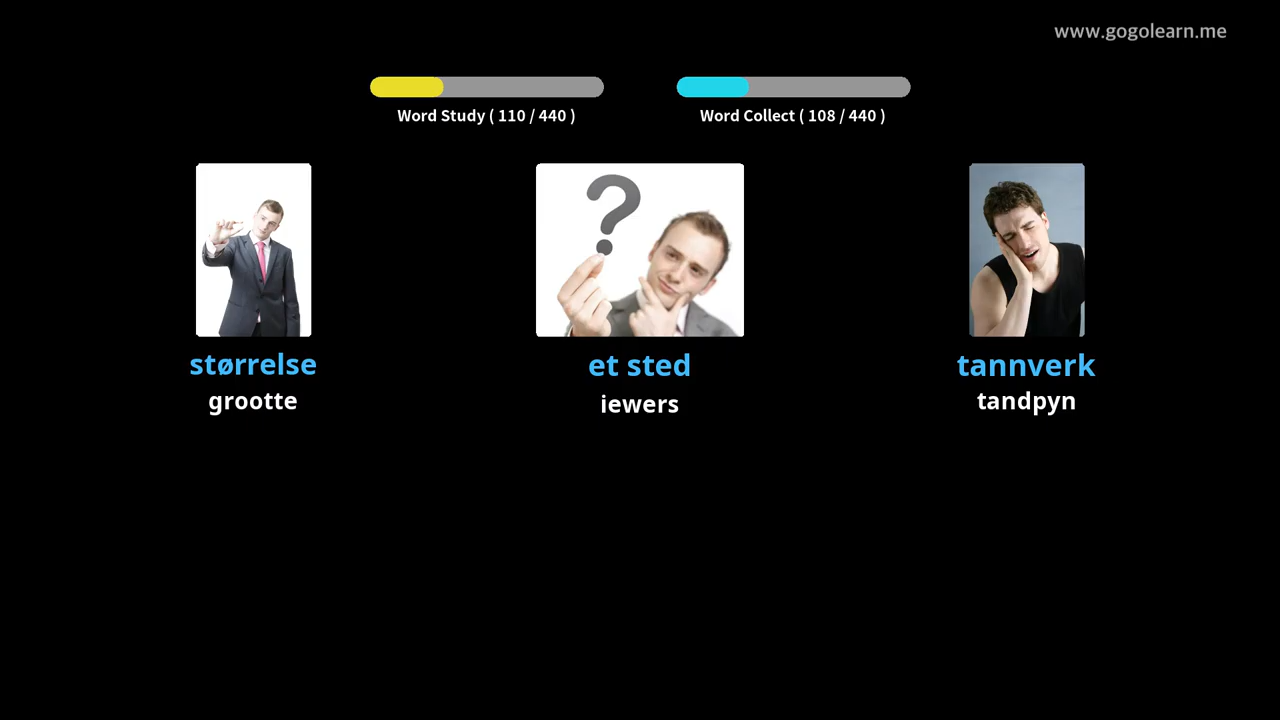 www.gogolearn.me
Word Study ( 110 / 440 )
Word Collect ( 108 / 440 )
størrelse
grootte
et sted
iewers
tannverk
tandpyn